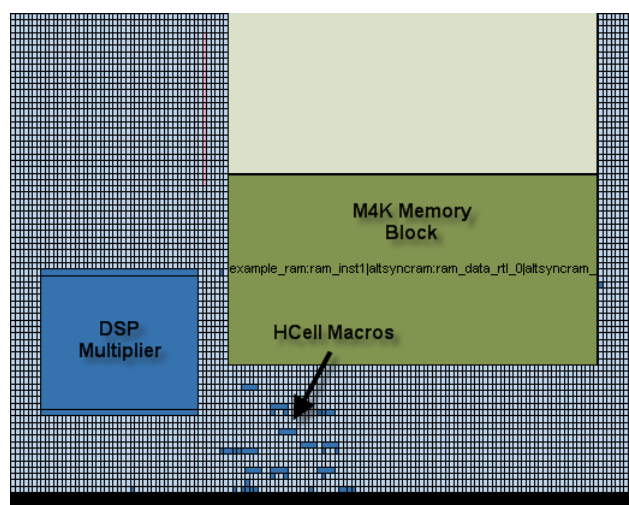 M4K Memory
Block
example_ram:ram_inst1|altsyncram:ram_data_rtl_0|altsyncram_
DSP
Multiplier
HCell Macros